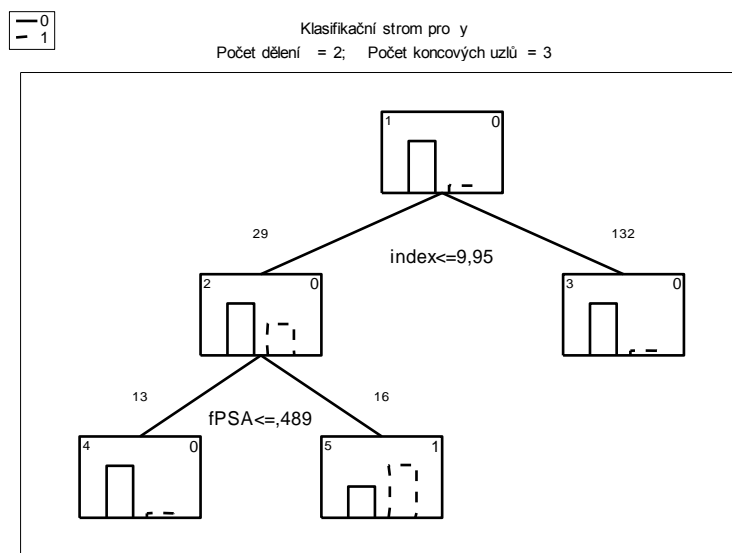 0
1
Klasifikační strom pro y
Počet dělení = 2; Počet koncových uzlů = 3
1 0
29 132
index<=9,95
2 0 3 0
13 16
fPSA<=,489
4 0 5 1